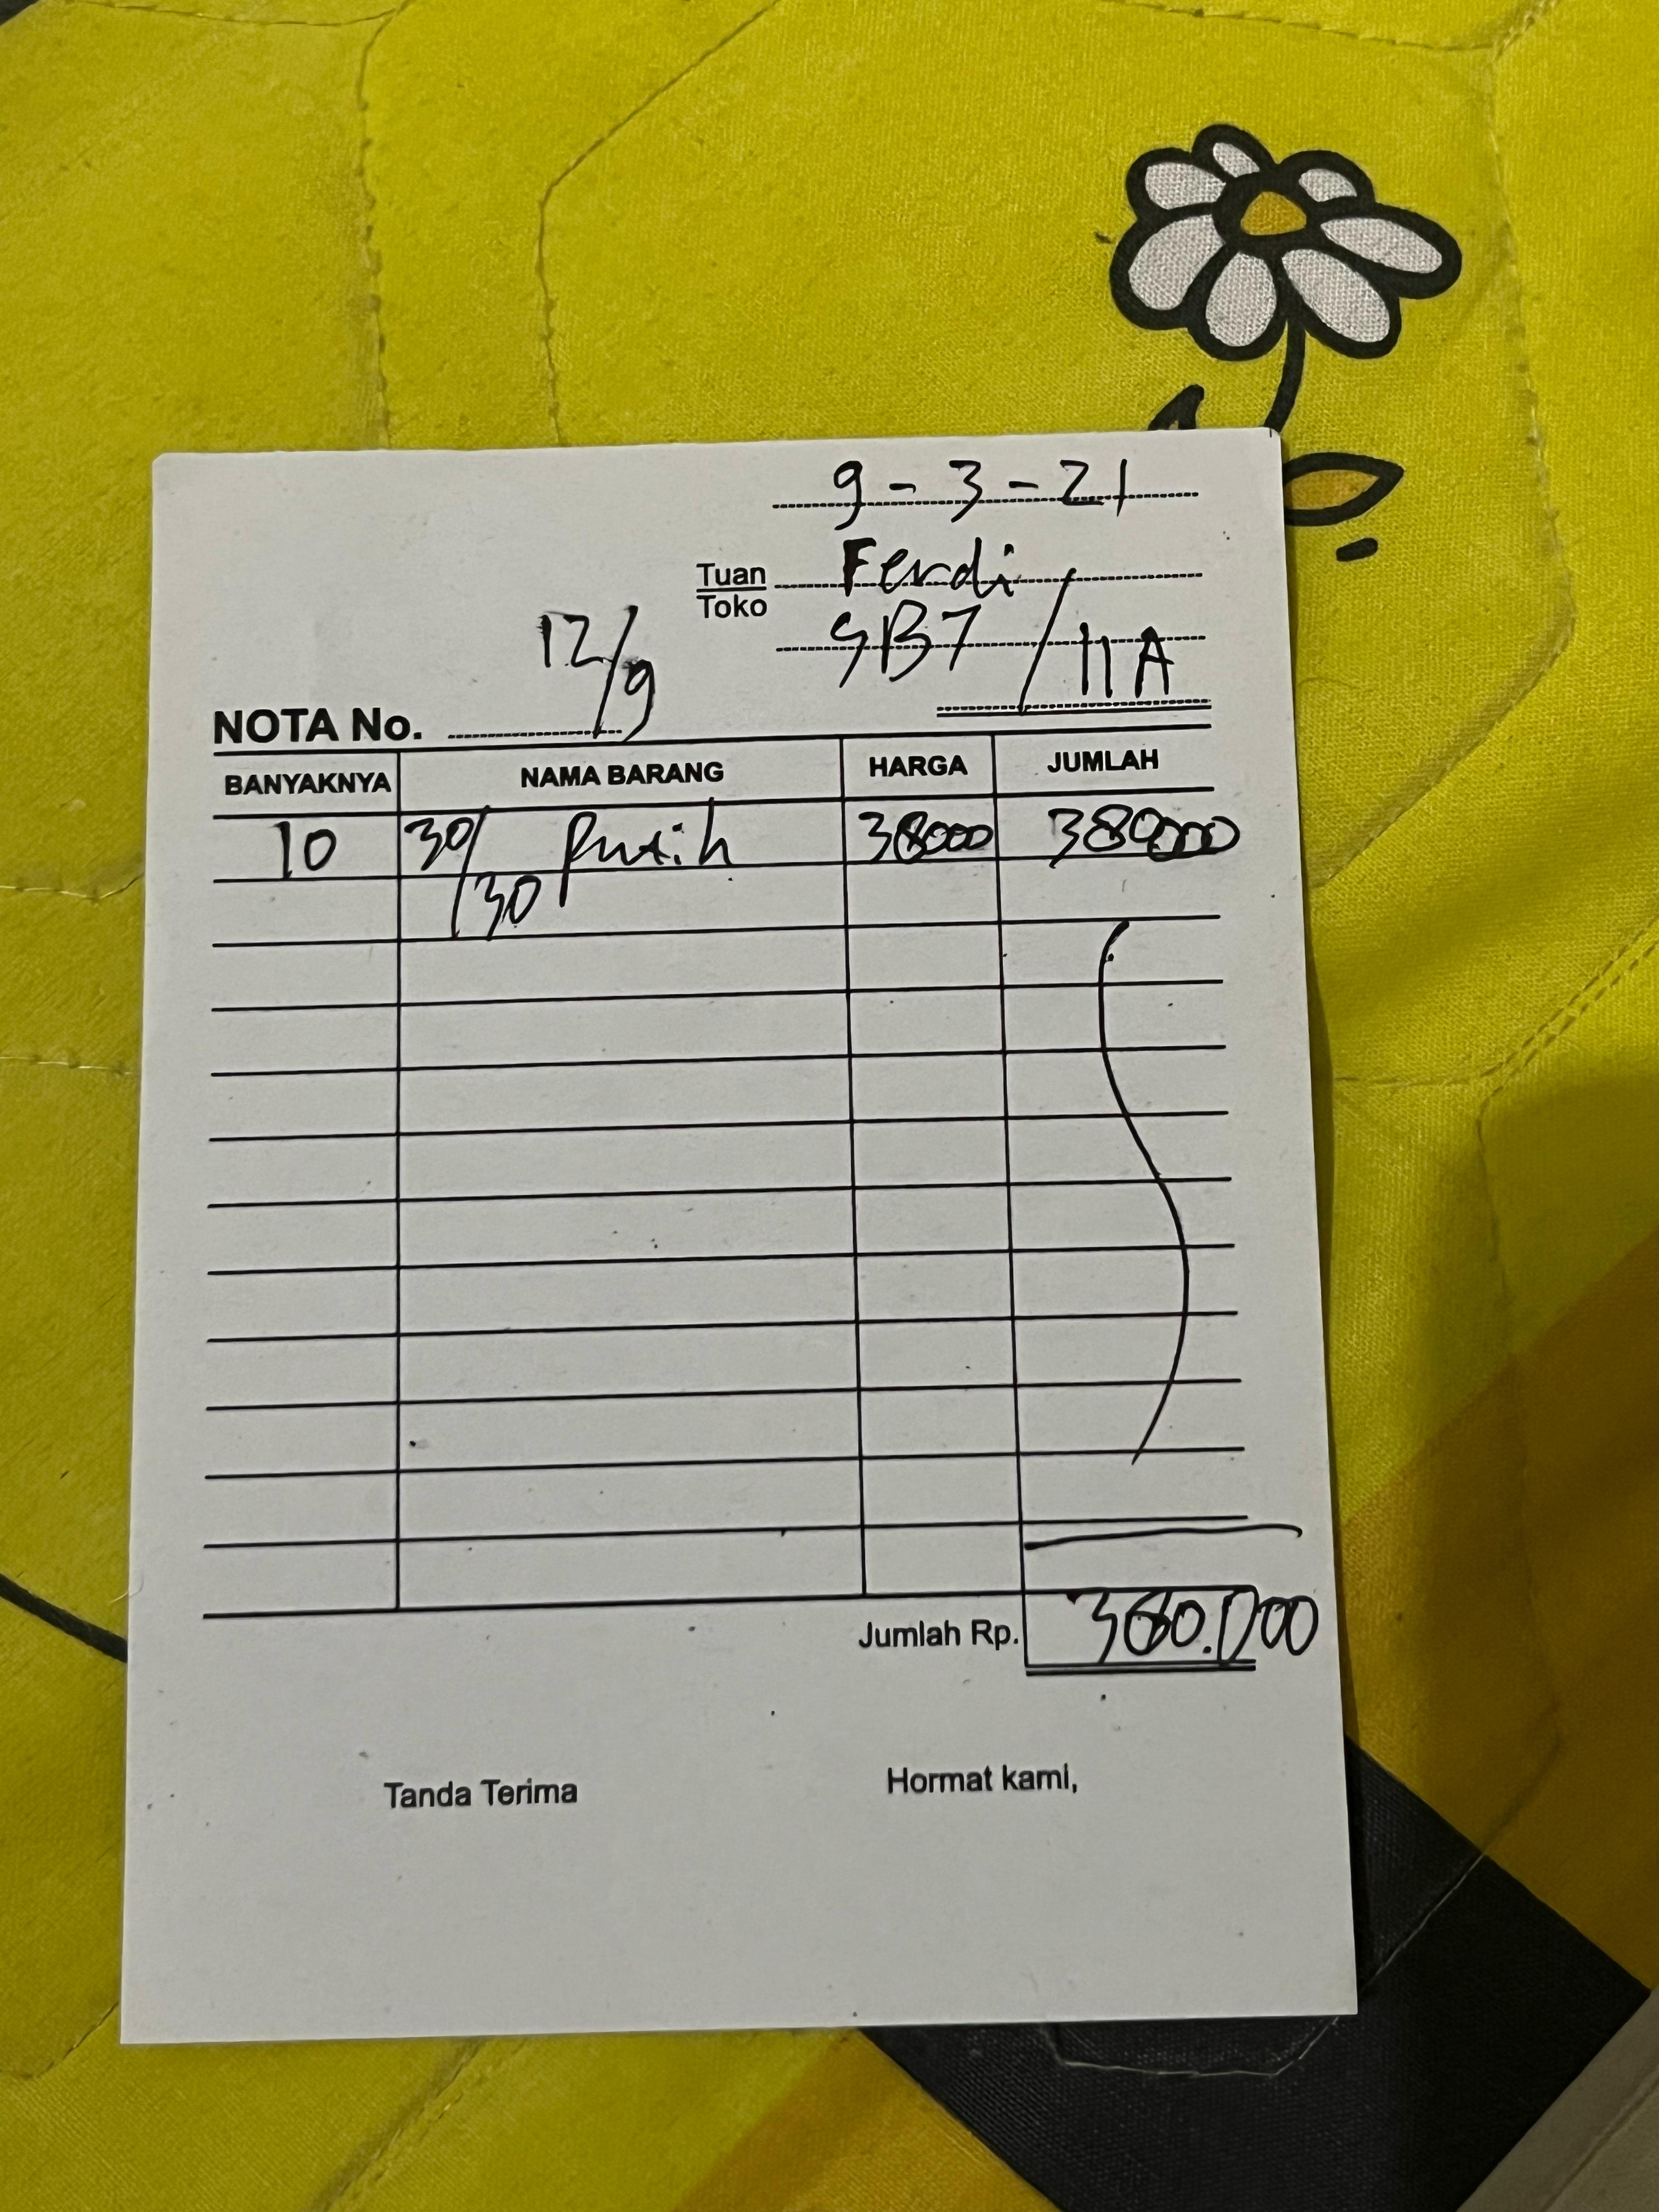 9 - 3 - 21
Tuan Ferdi
Toko SB7 / 11A
NOTA No. 12/9
BANYAKNYA NAMA BARANG HARGA JUMLAH
10 30/30 Putih 38000 380000
Jumlah Rp. 380.000
Tanda Terima Hormat kami,